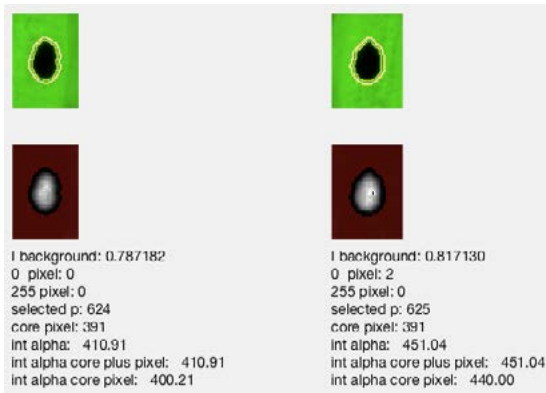 I background: 0.787182
0 pixel: 0
255 pixel: 0
selected p: 624
core pixel: 391
int alpha: 410.91
int alpha core plus pixel: 410.91
int alpha core pixel: 400.21
I background: 0.817130
0 pixel: 2
255 pixel: 0
selected p: 625
core pixel: 391
int alpha: 451.04
int alpha core plus pixel: 451.04
int alpha core pixel: 440.00